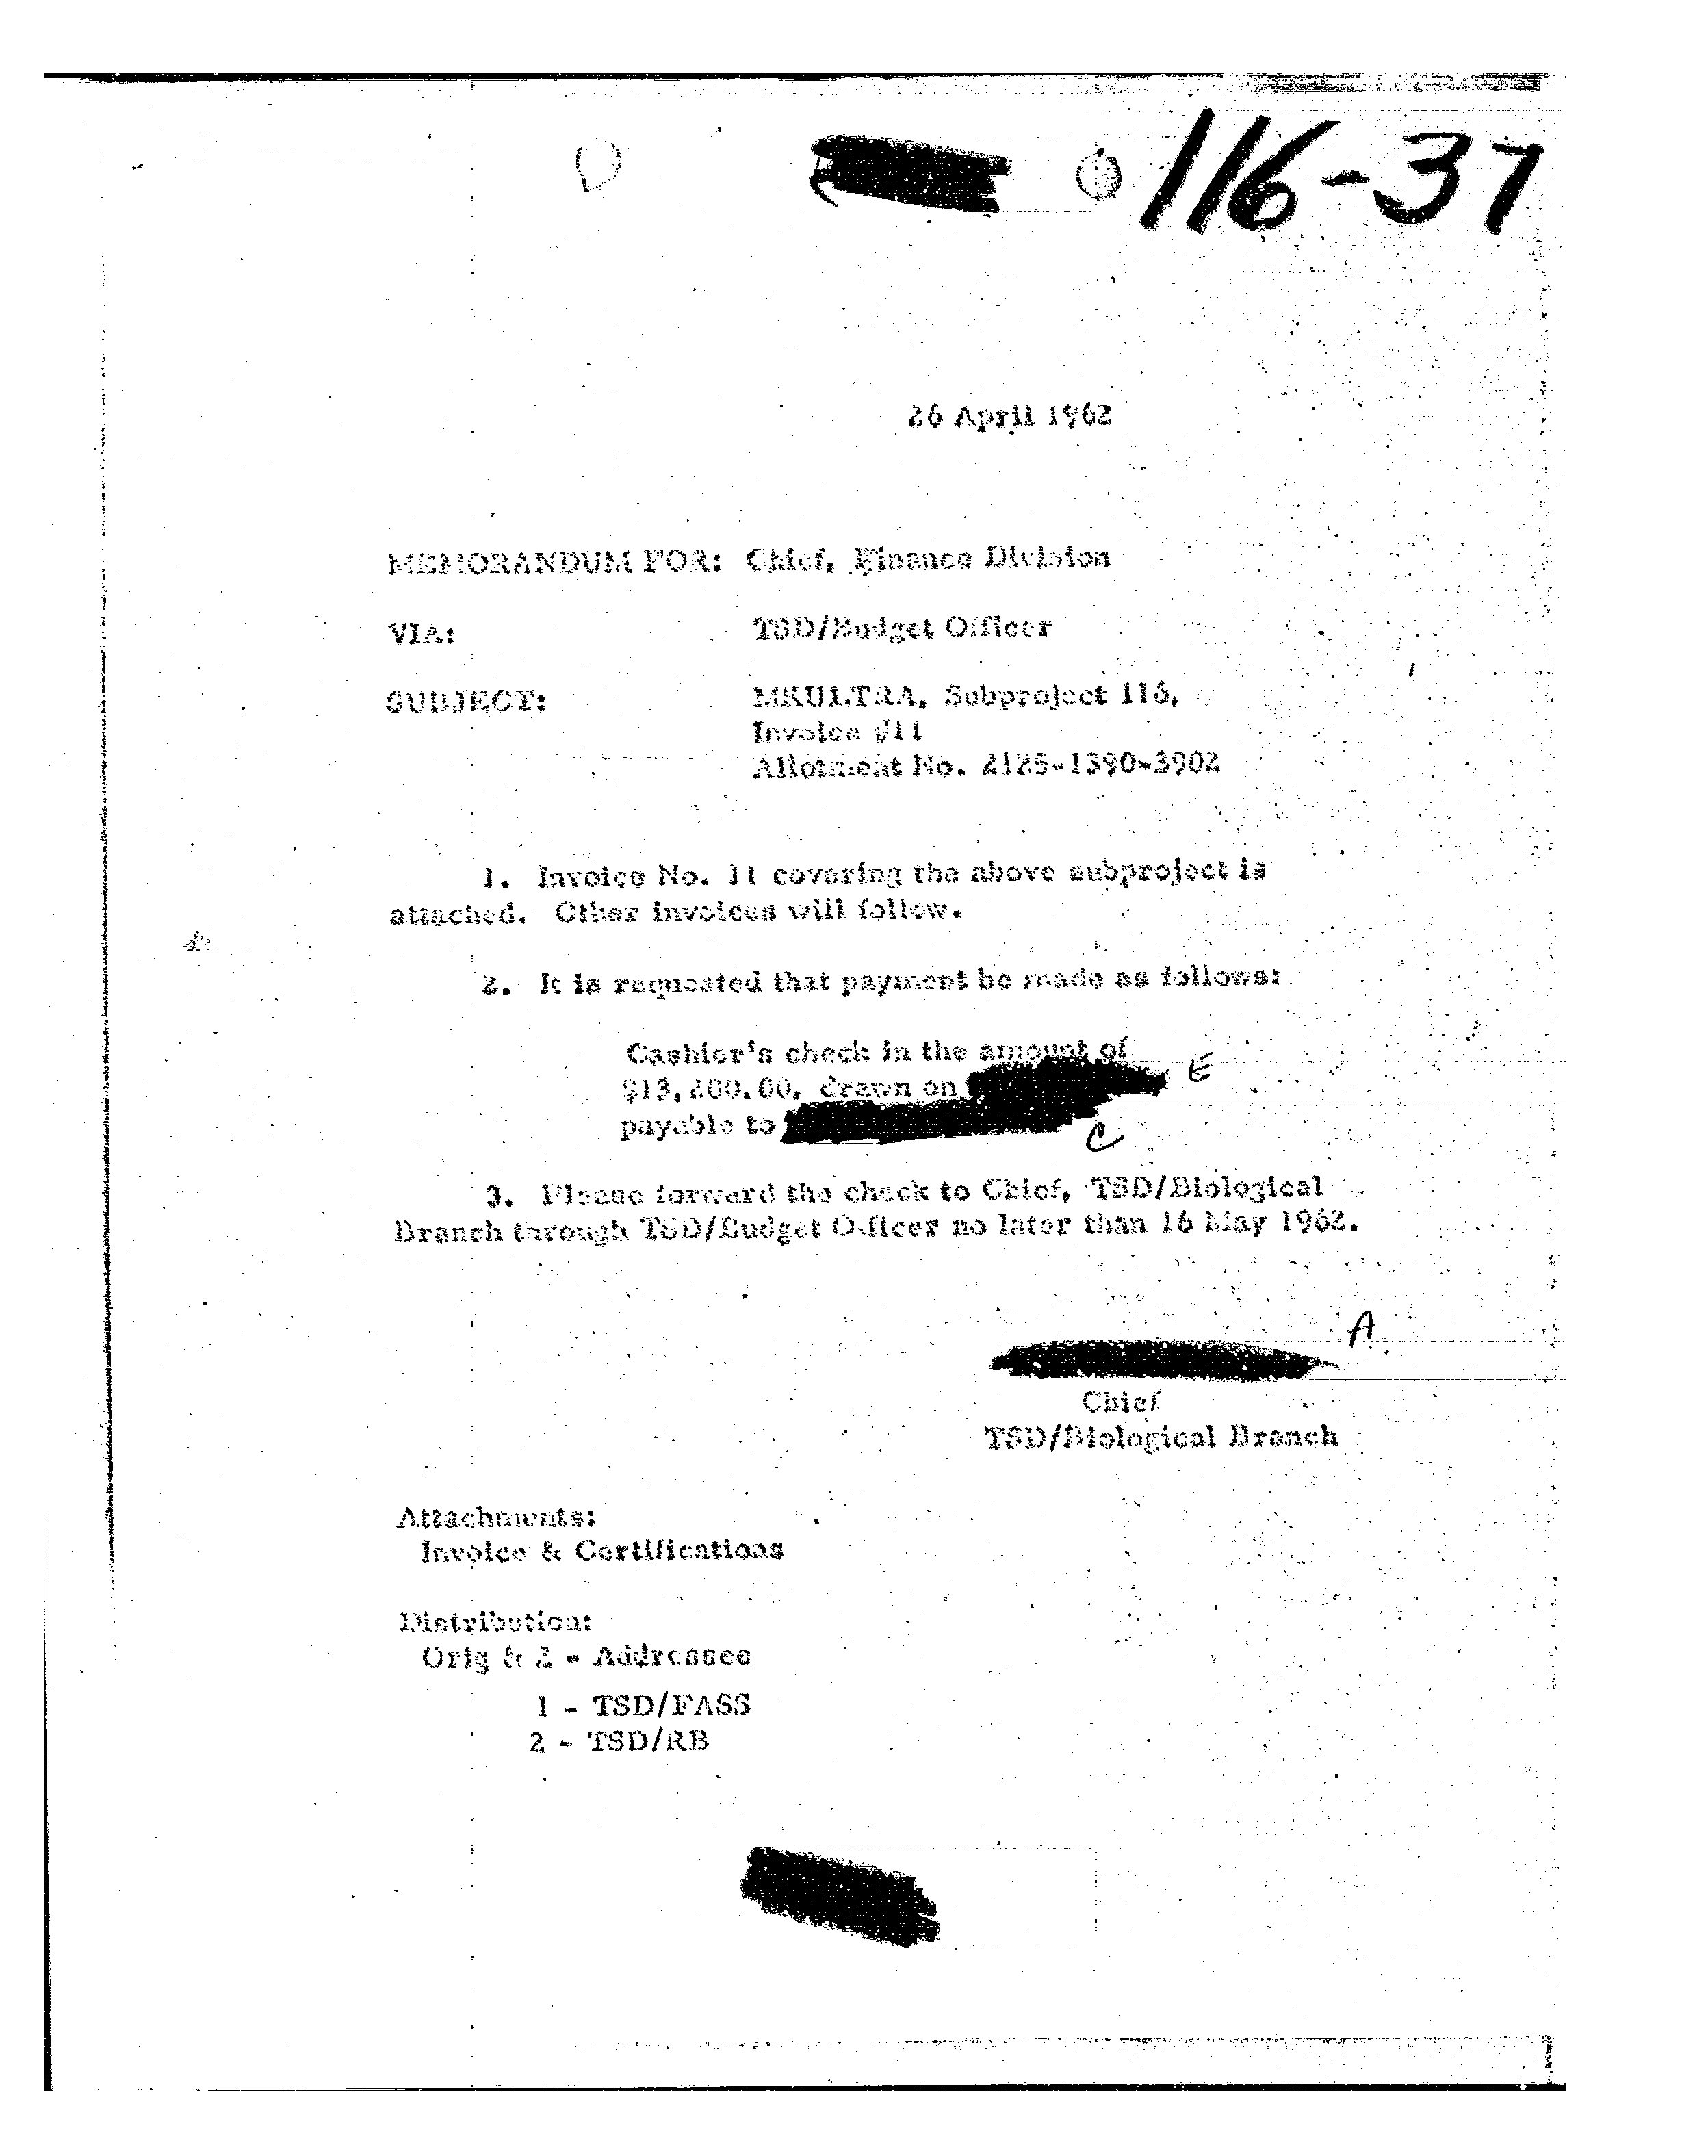 116-37
26 April 1962
MEMORANDUM FOR: Chief, Finance Division
VIA: TSD/Budget Officer
SUBJECT: MKULTRA, Subproject 116,
Invoice #11
Allotment No. 2125-1390-3902
1. Invoice No. 11 covering the above subproject is
attached. Other invoices will follow.
2. It is requested that payment be made as follows:
Cashier's check in the amount of
$13,200.00, drawn on E
payable to C
3. Please forward the check to Chief, TSD/Biological
Branch through TSD/Budget Officer no later than 16 May 1962.
A
Chief
TSD/Biological Branch
Attachments:
Invoice & Certifications
Distribution:
Orig & 2 - Addressee
1 - TSD/FASS
2 - TSD/RB